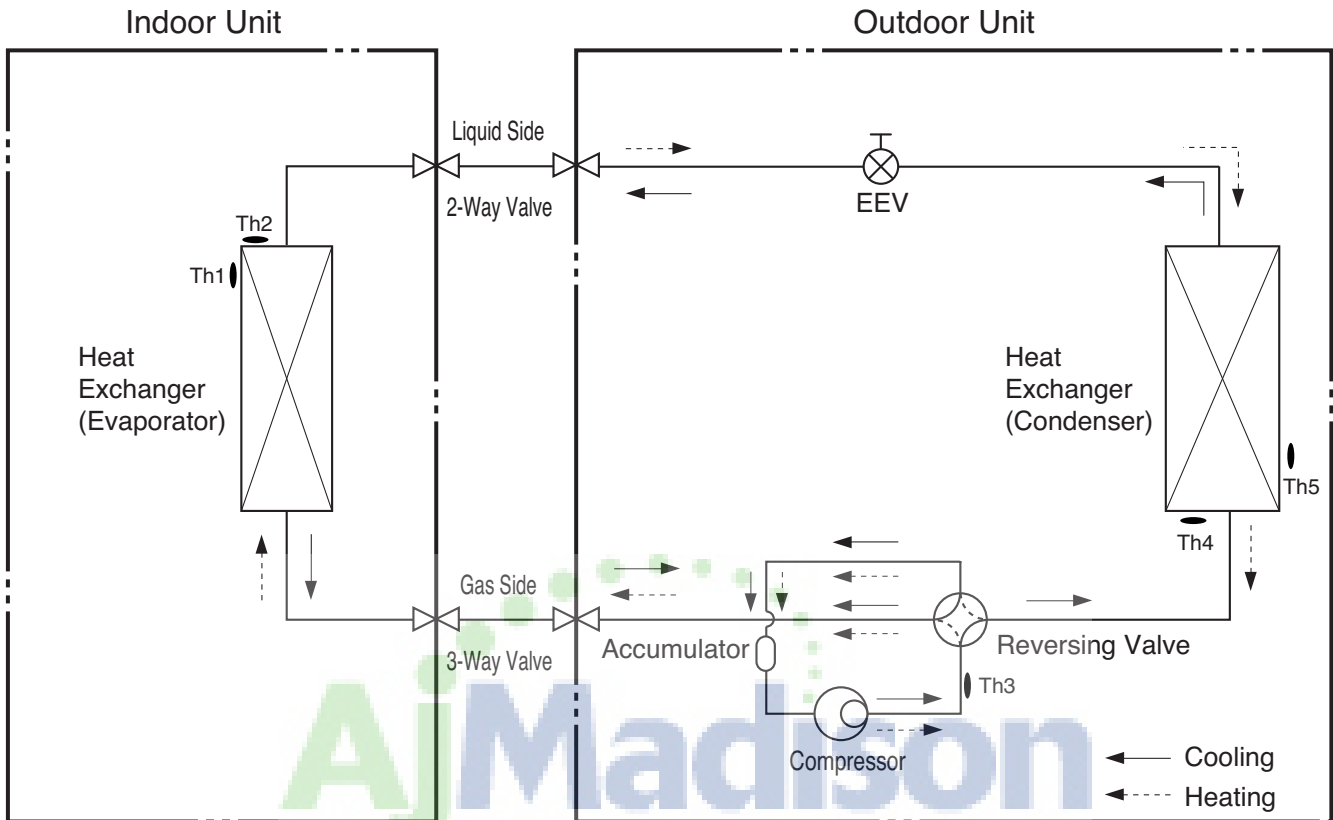 Indoor Unit
Outdoor Unit
Liquid Side
2-Way Valve
EEV
Th2
Th1
Heat
Exchanger
(Evaporator)
Heat
Exchanger
(Condenser)
Th5
Th4
Gas Side
3-Way Valve
Accumulator
Reversing Valve
Th3
Compressor
Cooling
Heating
AjMadison